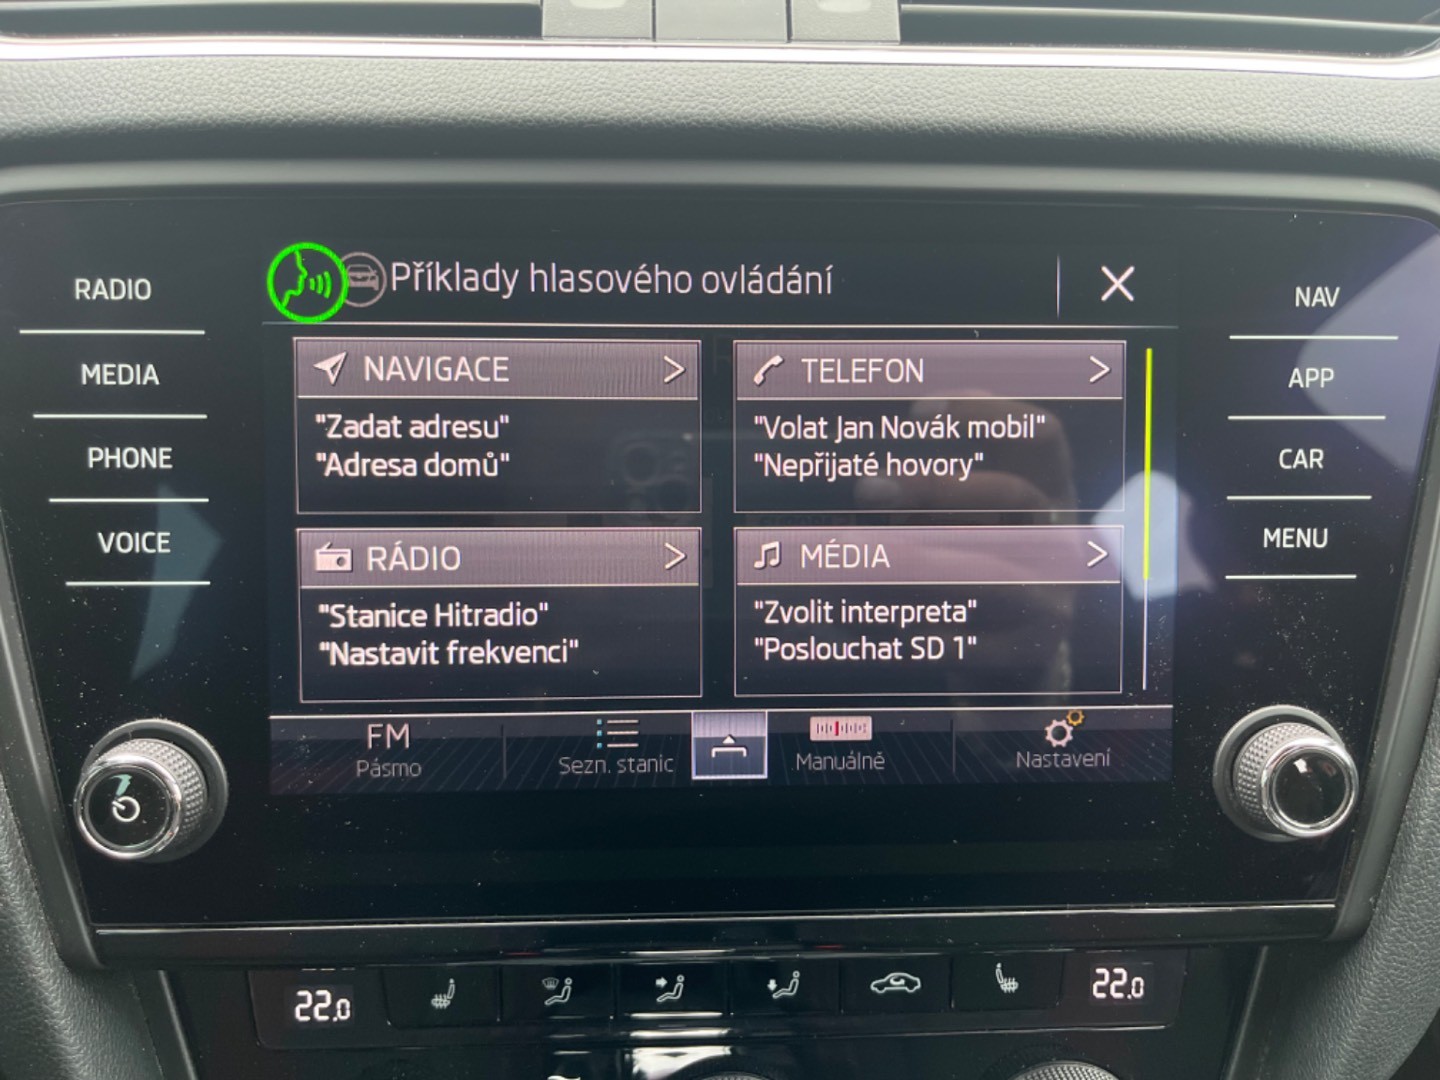 Příklady hlasového ovládání
RADIO
MEDIA
PHONE
VOICE
NAVIGACE
"Zadat adresu"
"Adresa domů"
TELEFON
"Volat Jan Novák mobil"
"Nepřijaté hovory"
RÁDIO
"Stanice Hitradio"
"Nastavit frekvenci"
MÉDIA
"Zvolit interpreta"
"Poslouchat SD 1"
NAV
APP
CAR
MENU
FM
Pásmo
Sezn. stanic
Manuálně
Nastavení
22.0
22.0